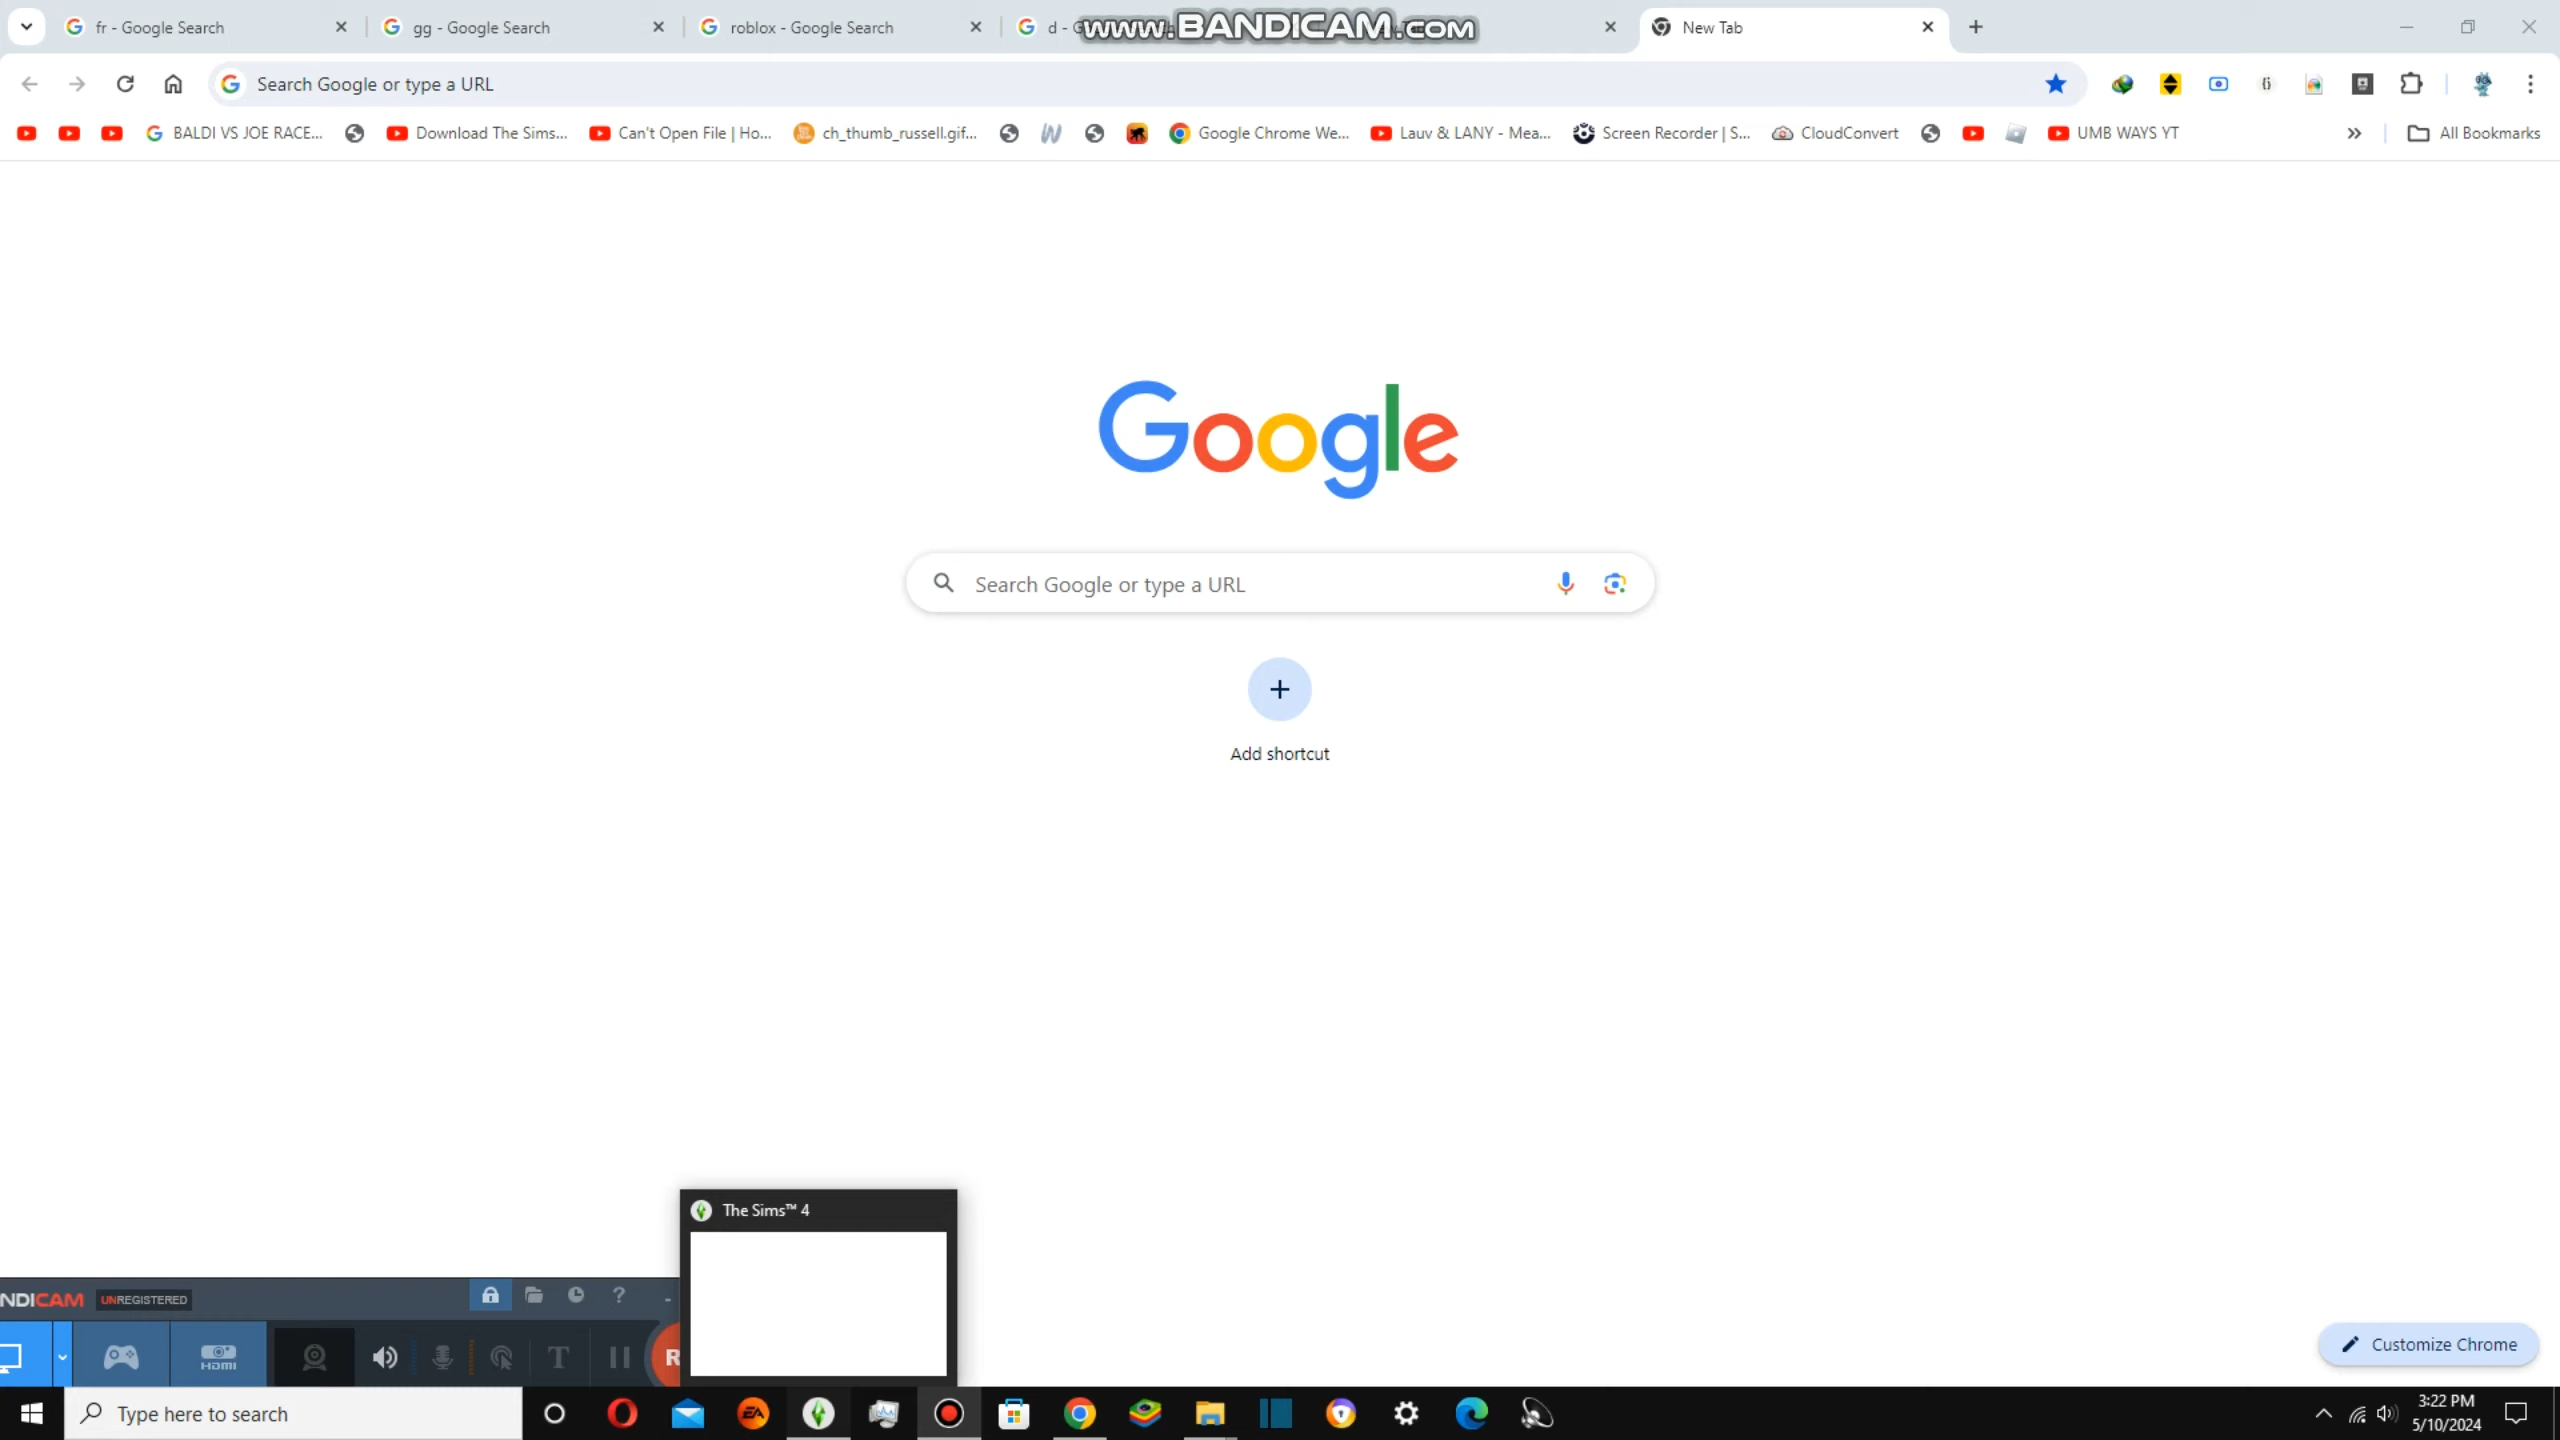 fr - Google Search
gg - Google Search
roblox - Google Search
d -
www.BANDICAM.com
New Tab
Search Google or type a URL
BALDI VS JOE RACE...
Download The Sims...
Can't Open File | Ho...
ch_thumb_russell.gif...
Google Chrome We...
Lauv & LANY - Mea...
Screen Recorder | S...
CloudConvert
UMB WAYS YT
All Bookmarks
Google
Search Google or type a URL
Add shortcut
The Sims™ 4
NDICAM
UNREGISTERED
?
HDMI
T
R
Customize Chrome
Type here to search
EA
3:22 PM
5/10/2024